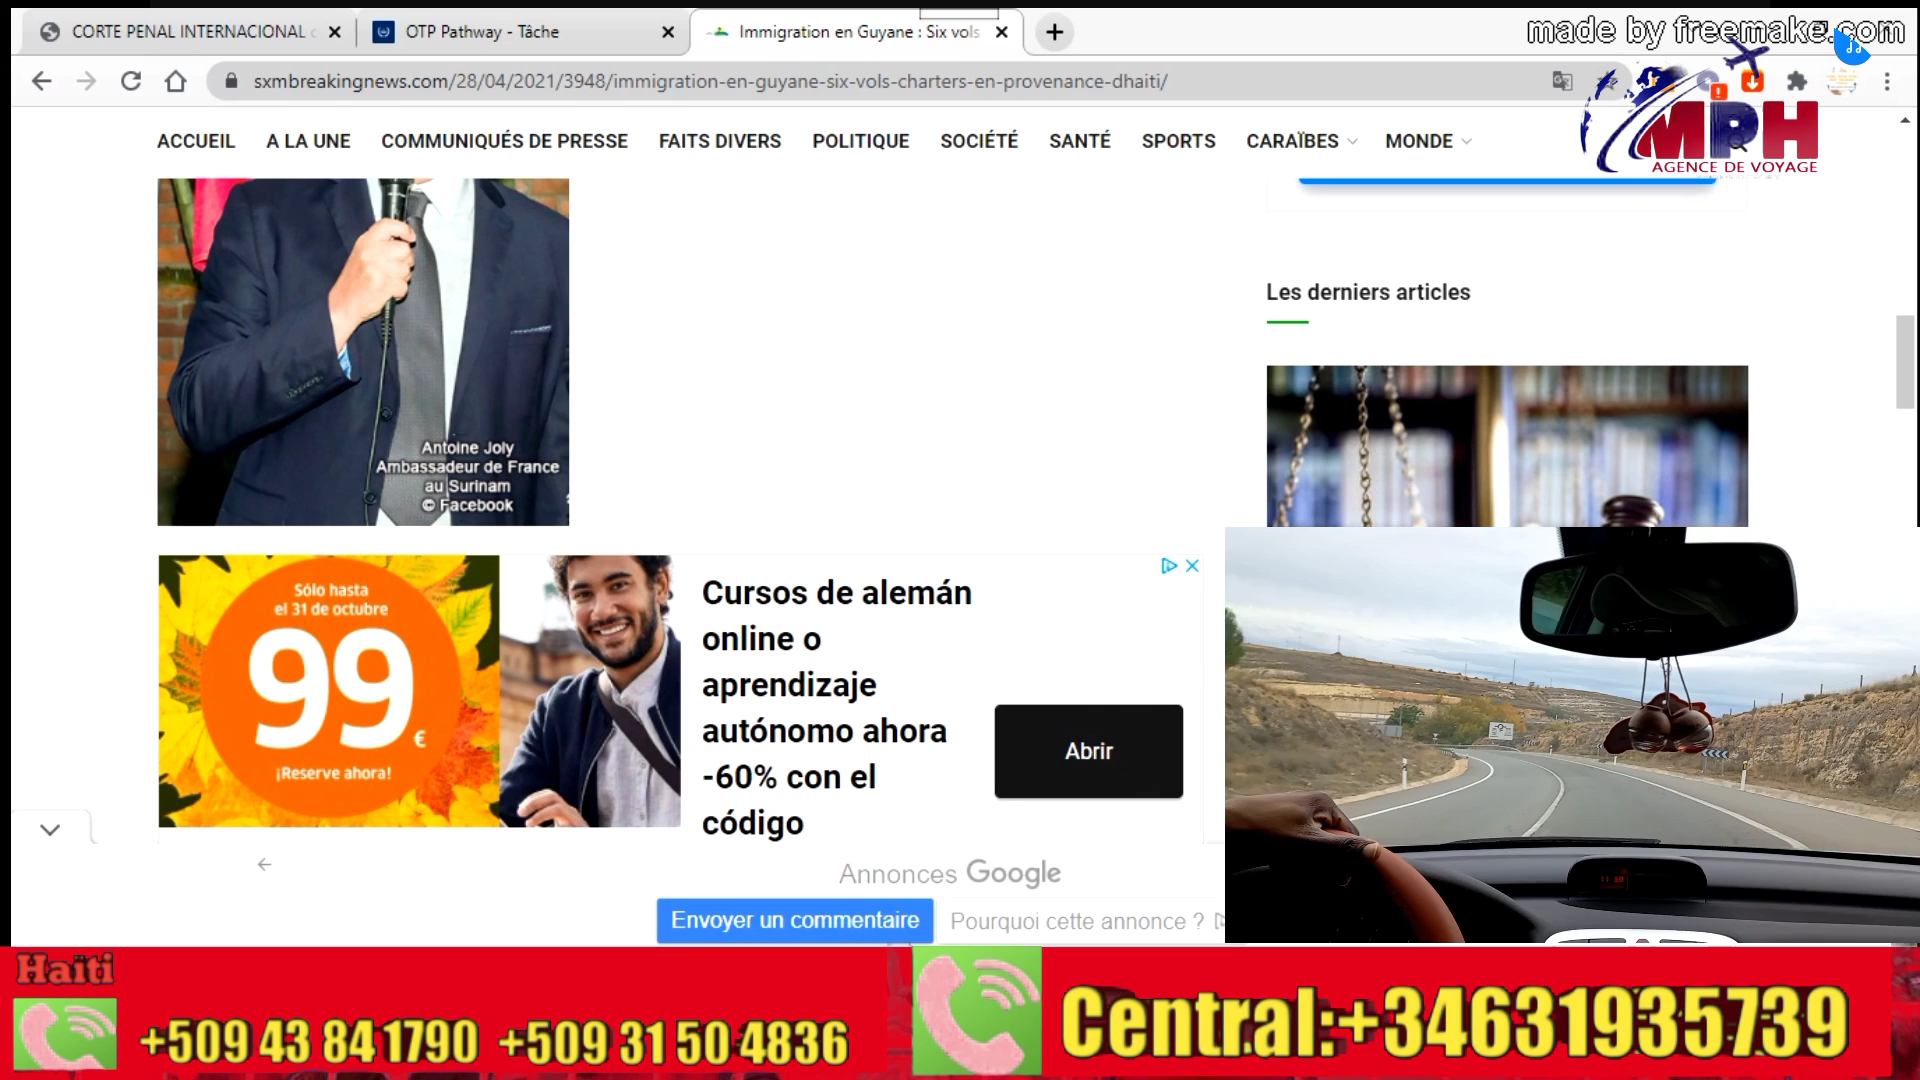 CORTE PENAL INTERNACIONAL
OTP Pathway - Tâche
Immigration en Guyane : Six vols
made by freemake.com
sxmbreakingnews.com/28/04/2021/3948/immigration-en-guyane-six-vols-charters-en-provenance-dhaiti/
ACCUEIL
A LA UNE
COMMUNIQUÉS DE PRESSE
FAITS DIVERS
POLITIQUE
SOCIÉTÉ
SANTÉ
SPORTS
CARAÏBES
MONDE
MPH
AGENCE DE VOYAGE
Les derniers articles
Antoine Joly
Ambassadeur de France
au Surinam
© Facebook
Sólo hasta
el 31 de octubre
99
€
¡Reserve ahora!
Cursos de alemán
online o
aprendizaje
autónomo ahora
-60% con el
código
Abrir
Annonces Google
Envoyer un commentaire
Pourquoi cette annonce ?
Haïti
+509 43 84 1790 +509 31 50 4836
Central:+34631935739